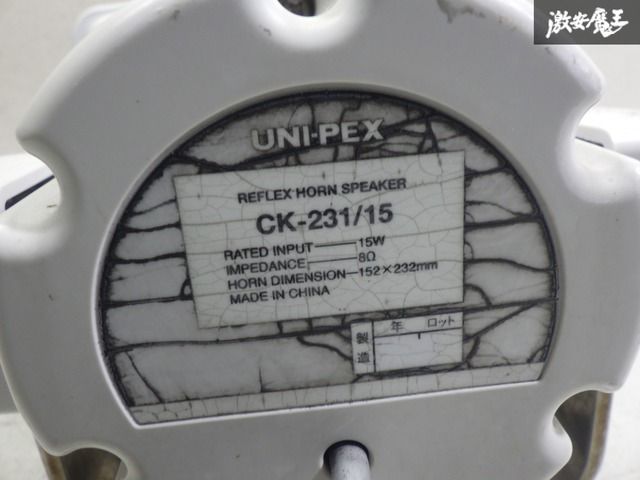 激安魔王
UNI-PEX
REFLEX HORN SPEAKER
CK-231/15
RATED INPUT 15W
IMPEDANCE 8Ω
HORN DIMENSION 152×232mm
MADE IN CHINA
製造 年 ロット